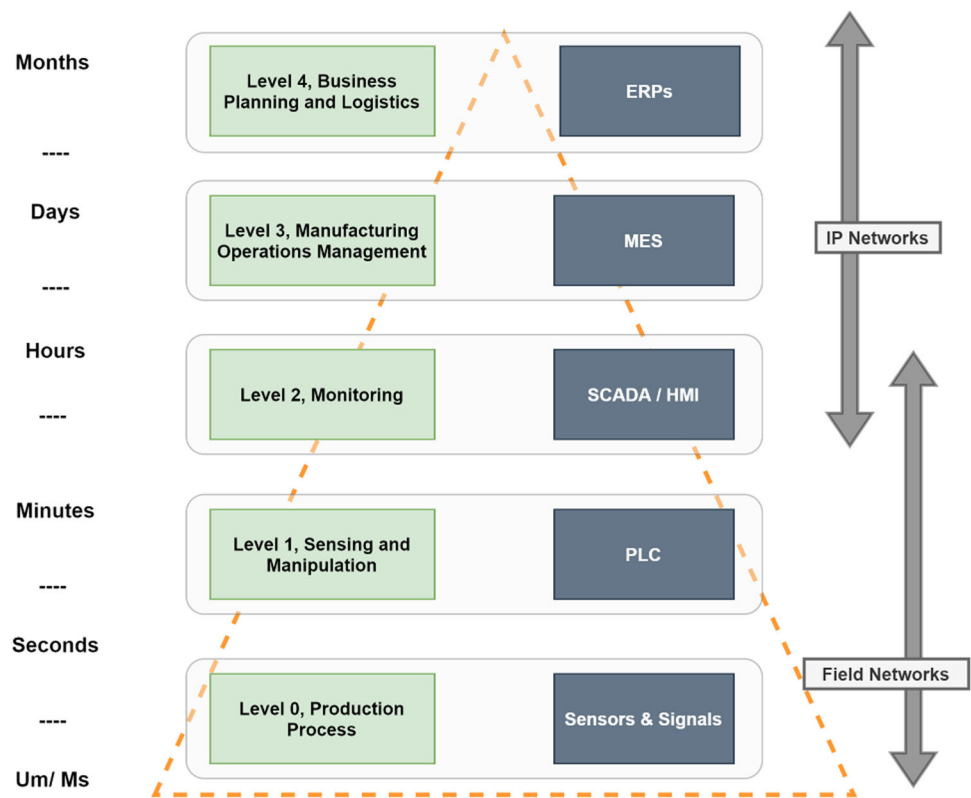 Months
Level 4, Business
Planning and Logistics
ERPs
----
Days
Level 3, Manufacturing
Operations Management
MES
IP Networks
----
Hours
Level 2, Monitoring
SCADA / HMI
----
Minutes
Level 1, Sensing and
Manipulation
PLC
----
Seconds
Field Networks
Level 0, Production
Process
Sensors & Signals
----
Um/ Ms